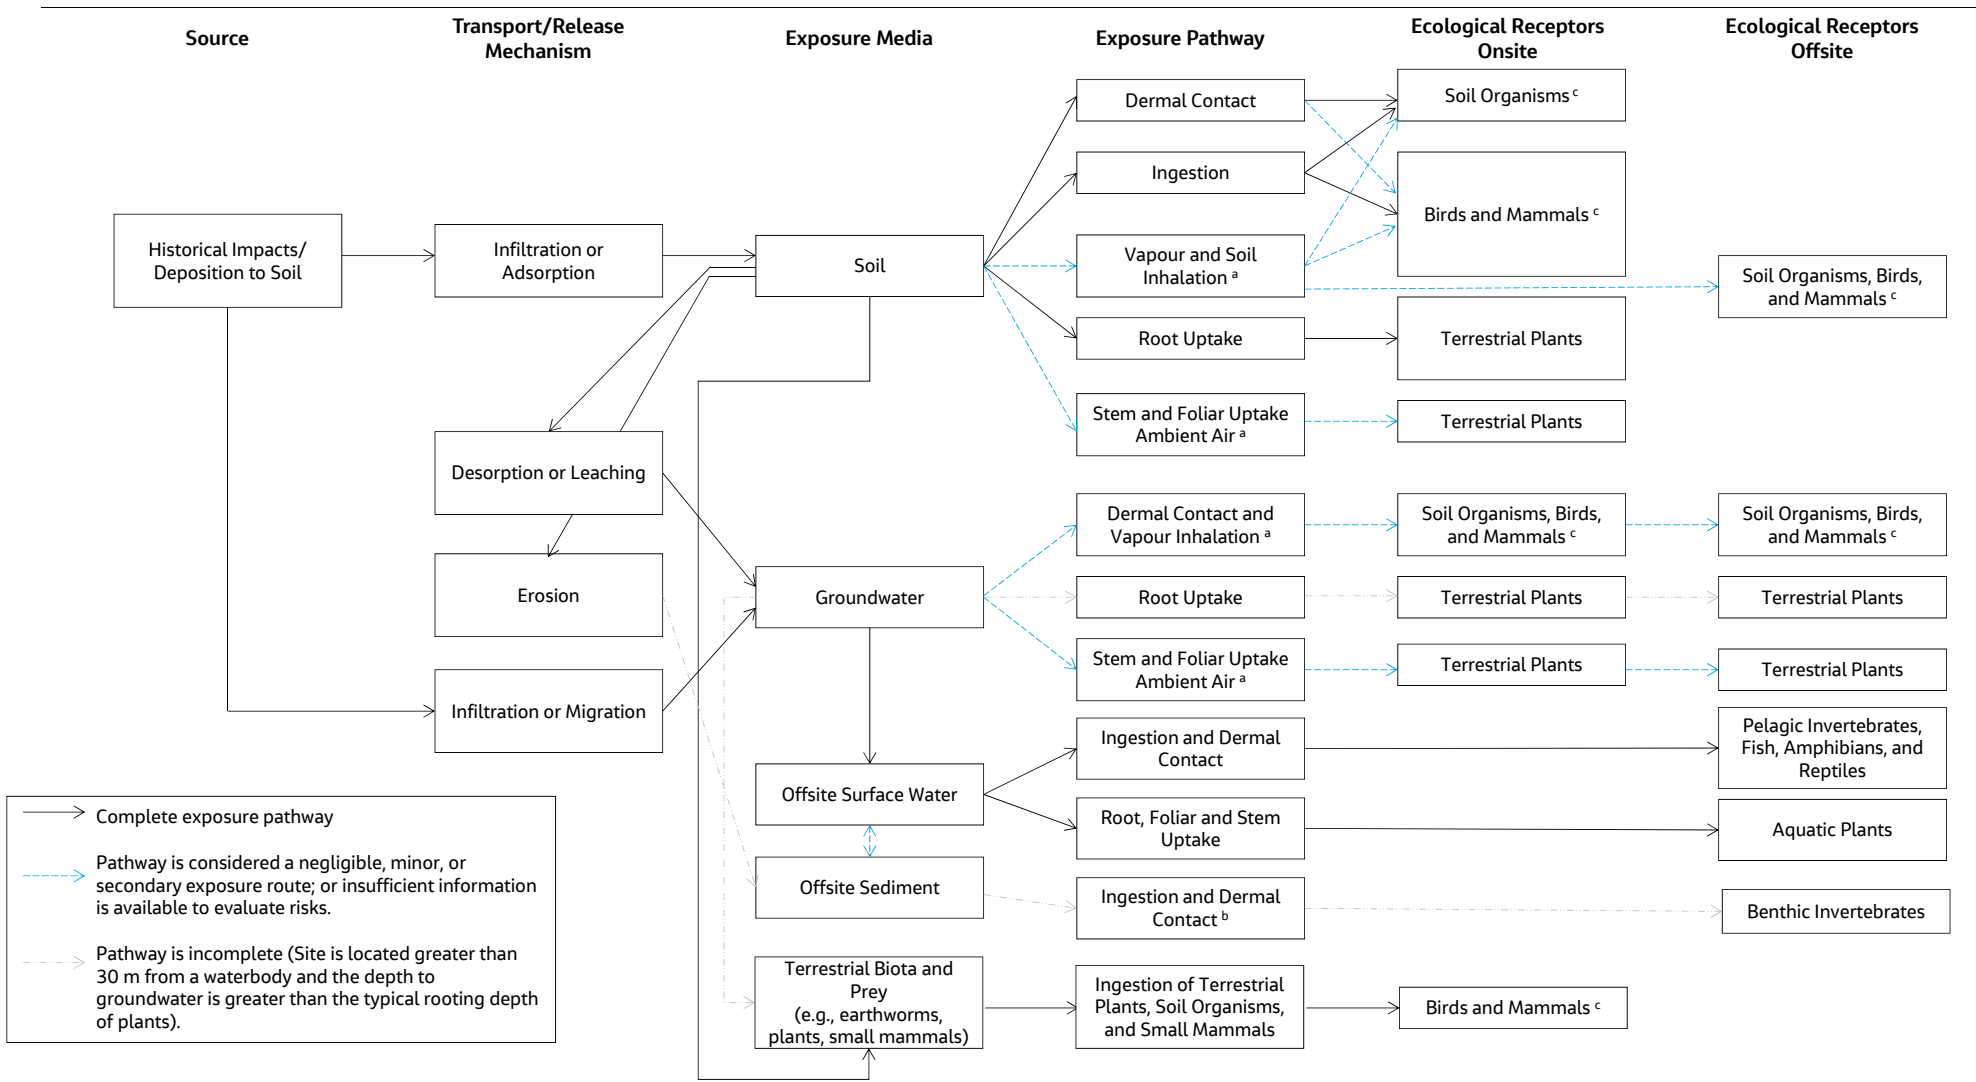 Source
Transport/Release
Mechanism
Exposure Media
Exposure Pathway
Ecological Receptors
Onsite
Ecological Receptors
Offsite
Historical Impacts/
Deposition to Soil
Infiltration or
Adsorption
Desorption or Leaching
Erosion
Infiltration or Migration
Soil
Groundwater
Offsite Surface Water
Offsite Sediment
Terrestrial Biota and
Prey
(e.g., earthworms,
plants, small mammals)
Dermal Contact
Ingestion
Vapour and Soil
Inhalation a
Root Uptake
Stem and Foliar Uptake
Ambient Air a
Dermal Contact and
Vapour Inhalation a
Root Uptake
Stem and Foliar Uptake
Ambient Air a
Ingestion and Dermal
Contact
Root, Foliar and Stem
Uptake
Ingestion and Dermal
Contact b
Ingestion of Terrestrial
Plants, Soil Organisms,
and Small Mammals
Soil Organisms c
Birds and Mammals c
Terrestrial Plants
Terrestrial Plants
Soil Organisms, Birds,
and Mammals c
Terrestrial Plants
Terrestrial Plants
Birds and Mammals c
Soil Organisms, Birds,
and Mammals c
Soil Organisms, Birds,
and Mammals c
Terrestrial Plants
Terrestrial Plants
Pelagic Invertebrates,
Fish, Amphibians, and
Reptiles
Aquatic Plants
Benthic Invertebrates
Complete exposure pathway
Pathway is considered a negligible, minor, or
secondary exposure route; or insufficient information
is available to evaluate risks.
Pathway is incomplete (Site is located greater than
30 m from a waterbody and the depth to
groundwater is greater than the typical rooting depth
of plants).